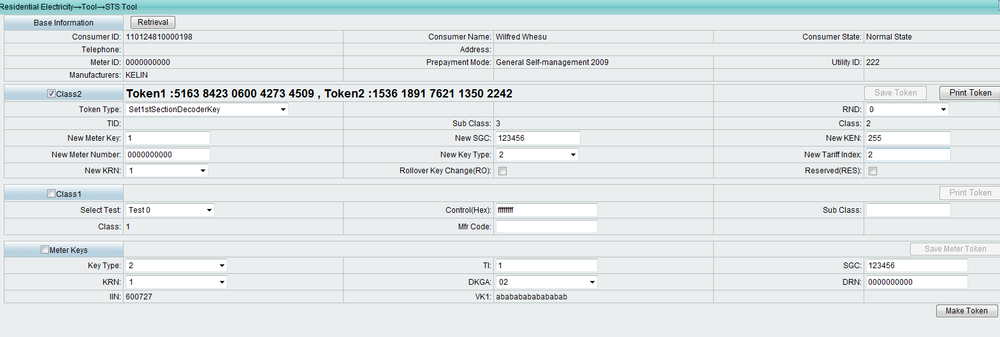 Residential Electricity→Tool→STS Tool
Base Information Retrieval
Consumer ID: 110124810000198 Consumer Name: Wilfred Whesu Consumer State: Normal State
Telephone: Address:
Meter ID: 0000000000 Prepayment Mode: General Self-management 2009 Utility ID: 222
Manufacturers: KELIN
Class2 Token1 :5163 8423 0600 4273 4509 , Token2 :1536 1891 7621 1350 2242 Save Token Print Token
Token Type: Set1stSectionDecoderKey RND: 0
TID: Sub Class: 3 Class: 2
New Meter Key: 1 New SGC: 123456 New KEN: 255
New Meter Number: 0000000000 New Key Type: 2 New Tariff Index: 2
New KRN: 1 Rollover Key Change(RO): Reserved(RES):
Class1 Print Token
Select Test: Test 0 Control(Hex): ffffffff Sub Class:
Class: 1 Mfr Code:
Meter Keys Save Meter Token
Key Type: 2 TI: 1 SGC: 123456
KRN: 1 DKGA: 02 DRN: 0000000000
IIN: 600727 VK1: abababababababab
Make Token